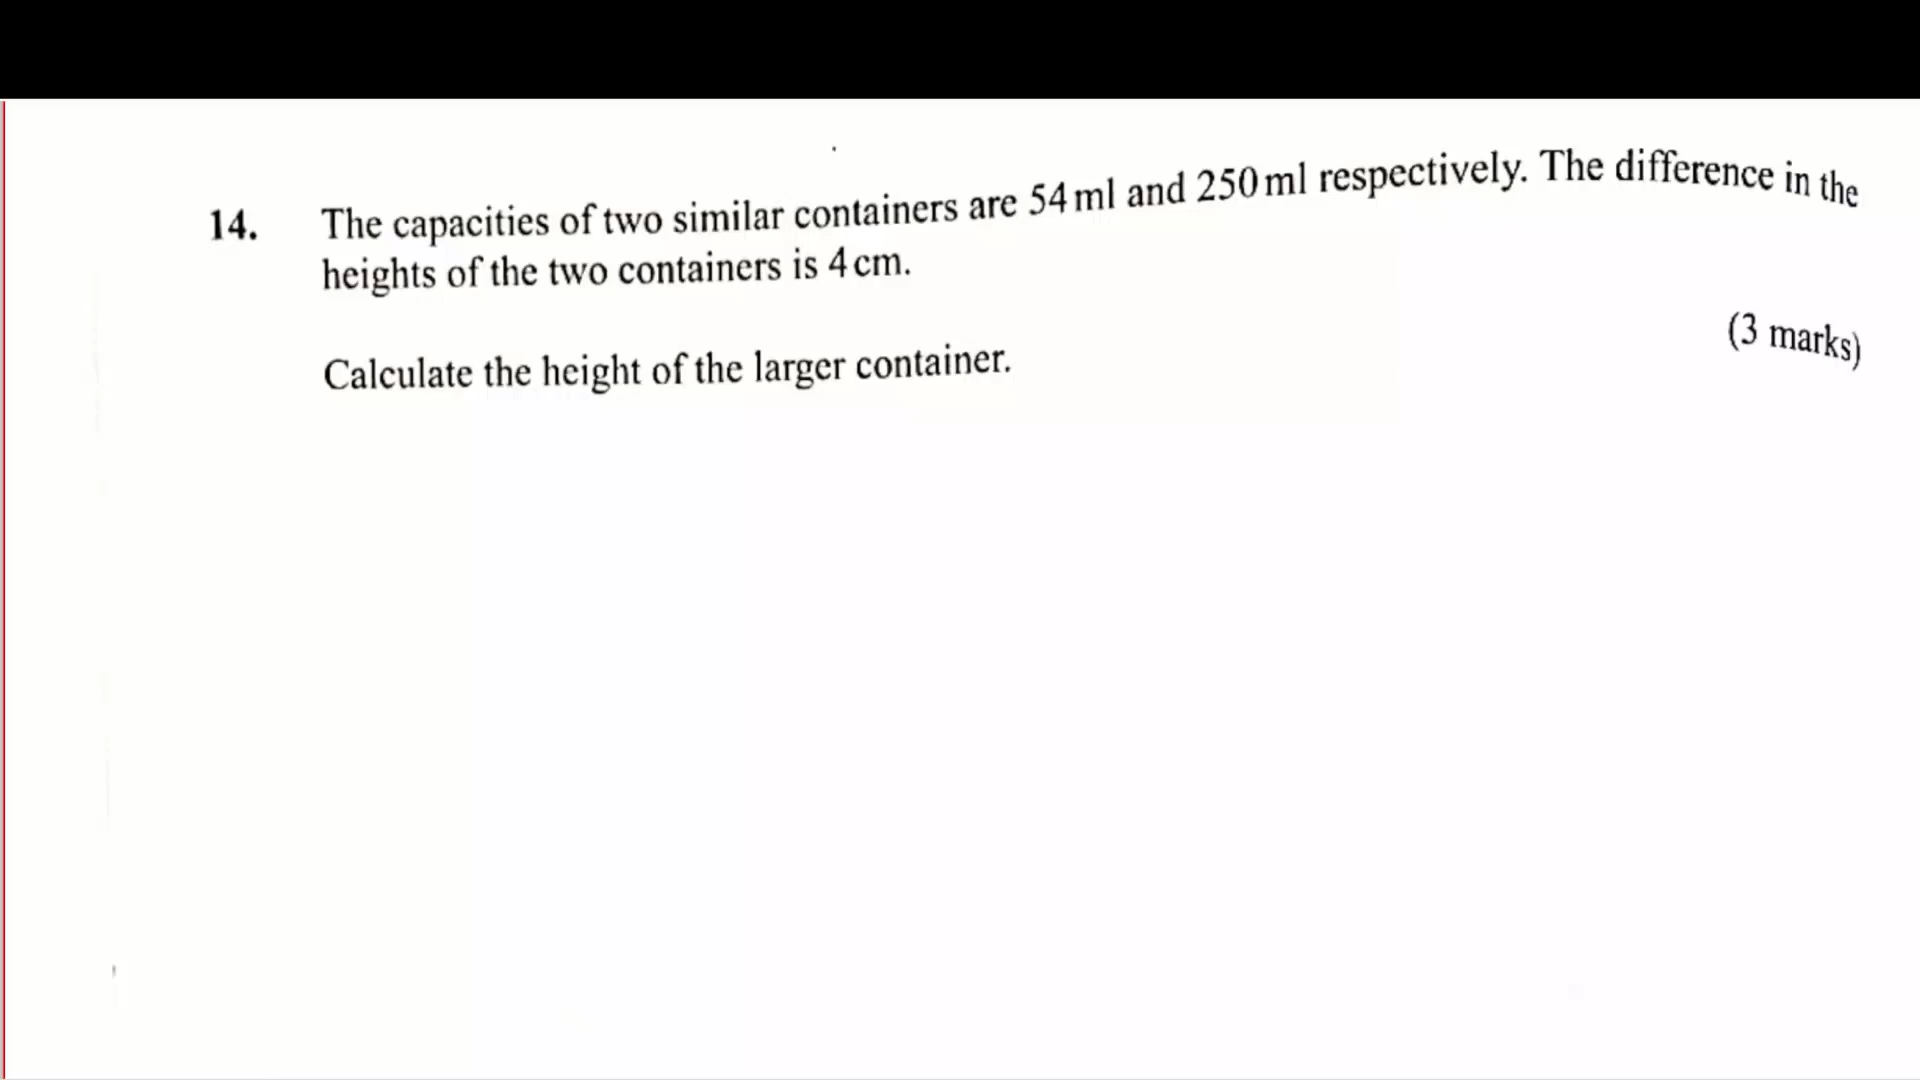 14. The capacities of two similar containers are 54 ml and 250 ml respectively. The difference in the
heights of the two containers is 4 cm.
(3 marks)
Calculate the height of the larger container.